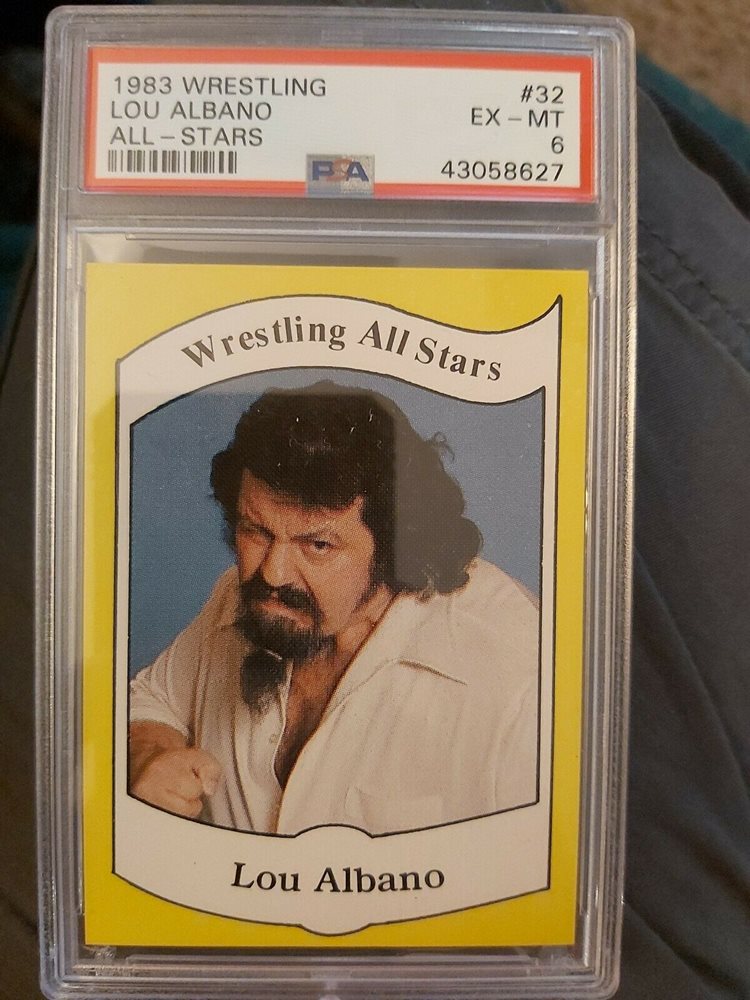 1983 WRESTLING #32
LOU ALBANO EX - MT
ALL - STARS 6
PSA 43058627
Wrestling All Stars
Lou Albano